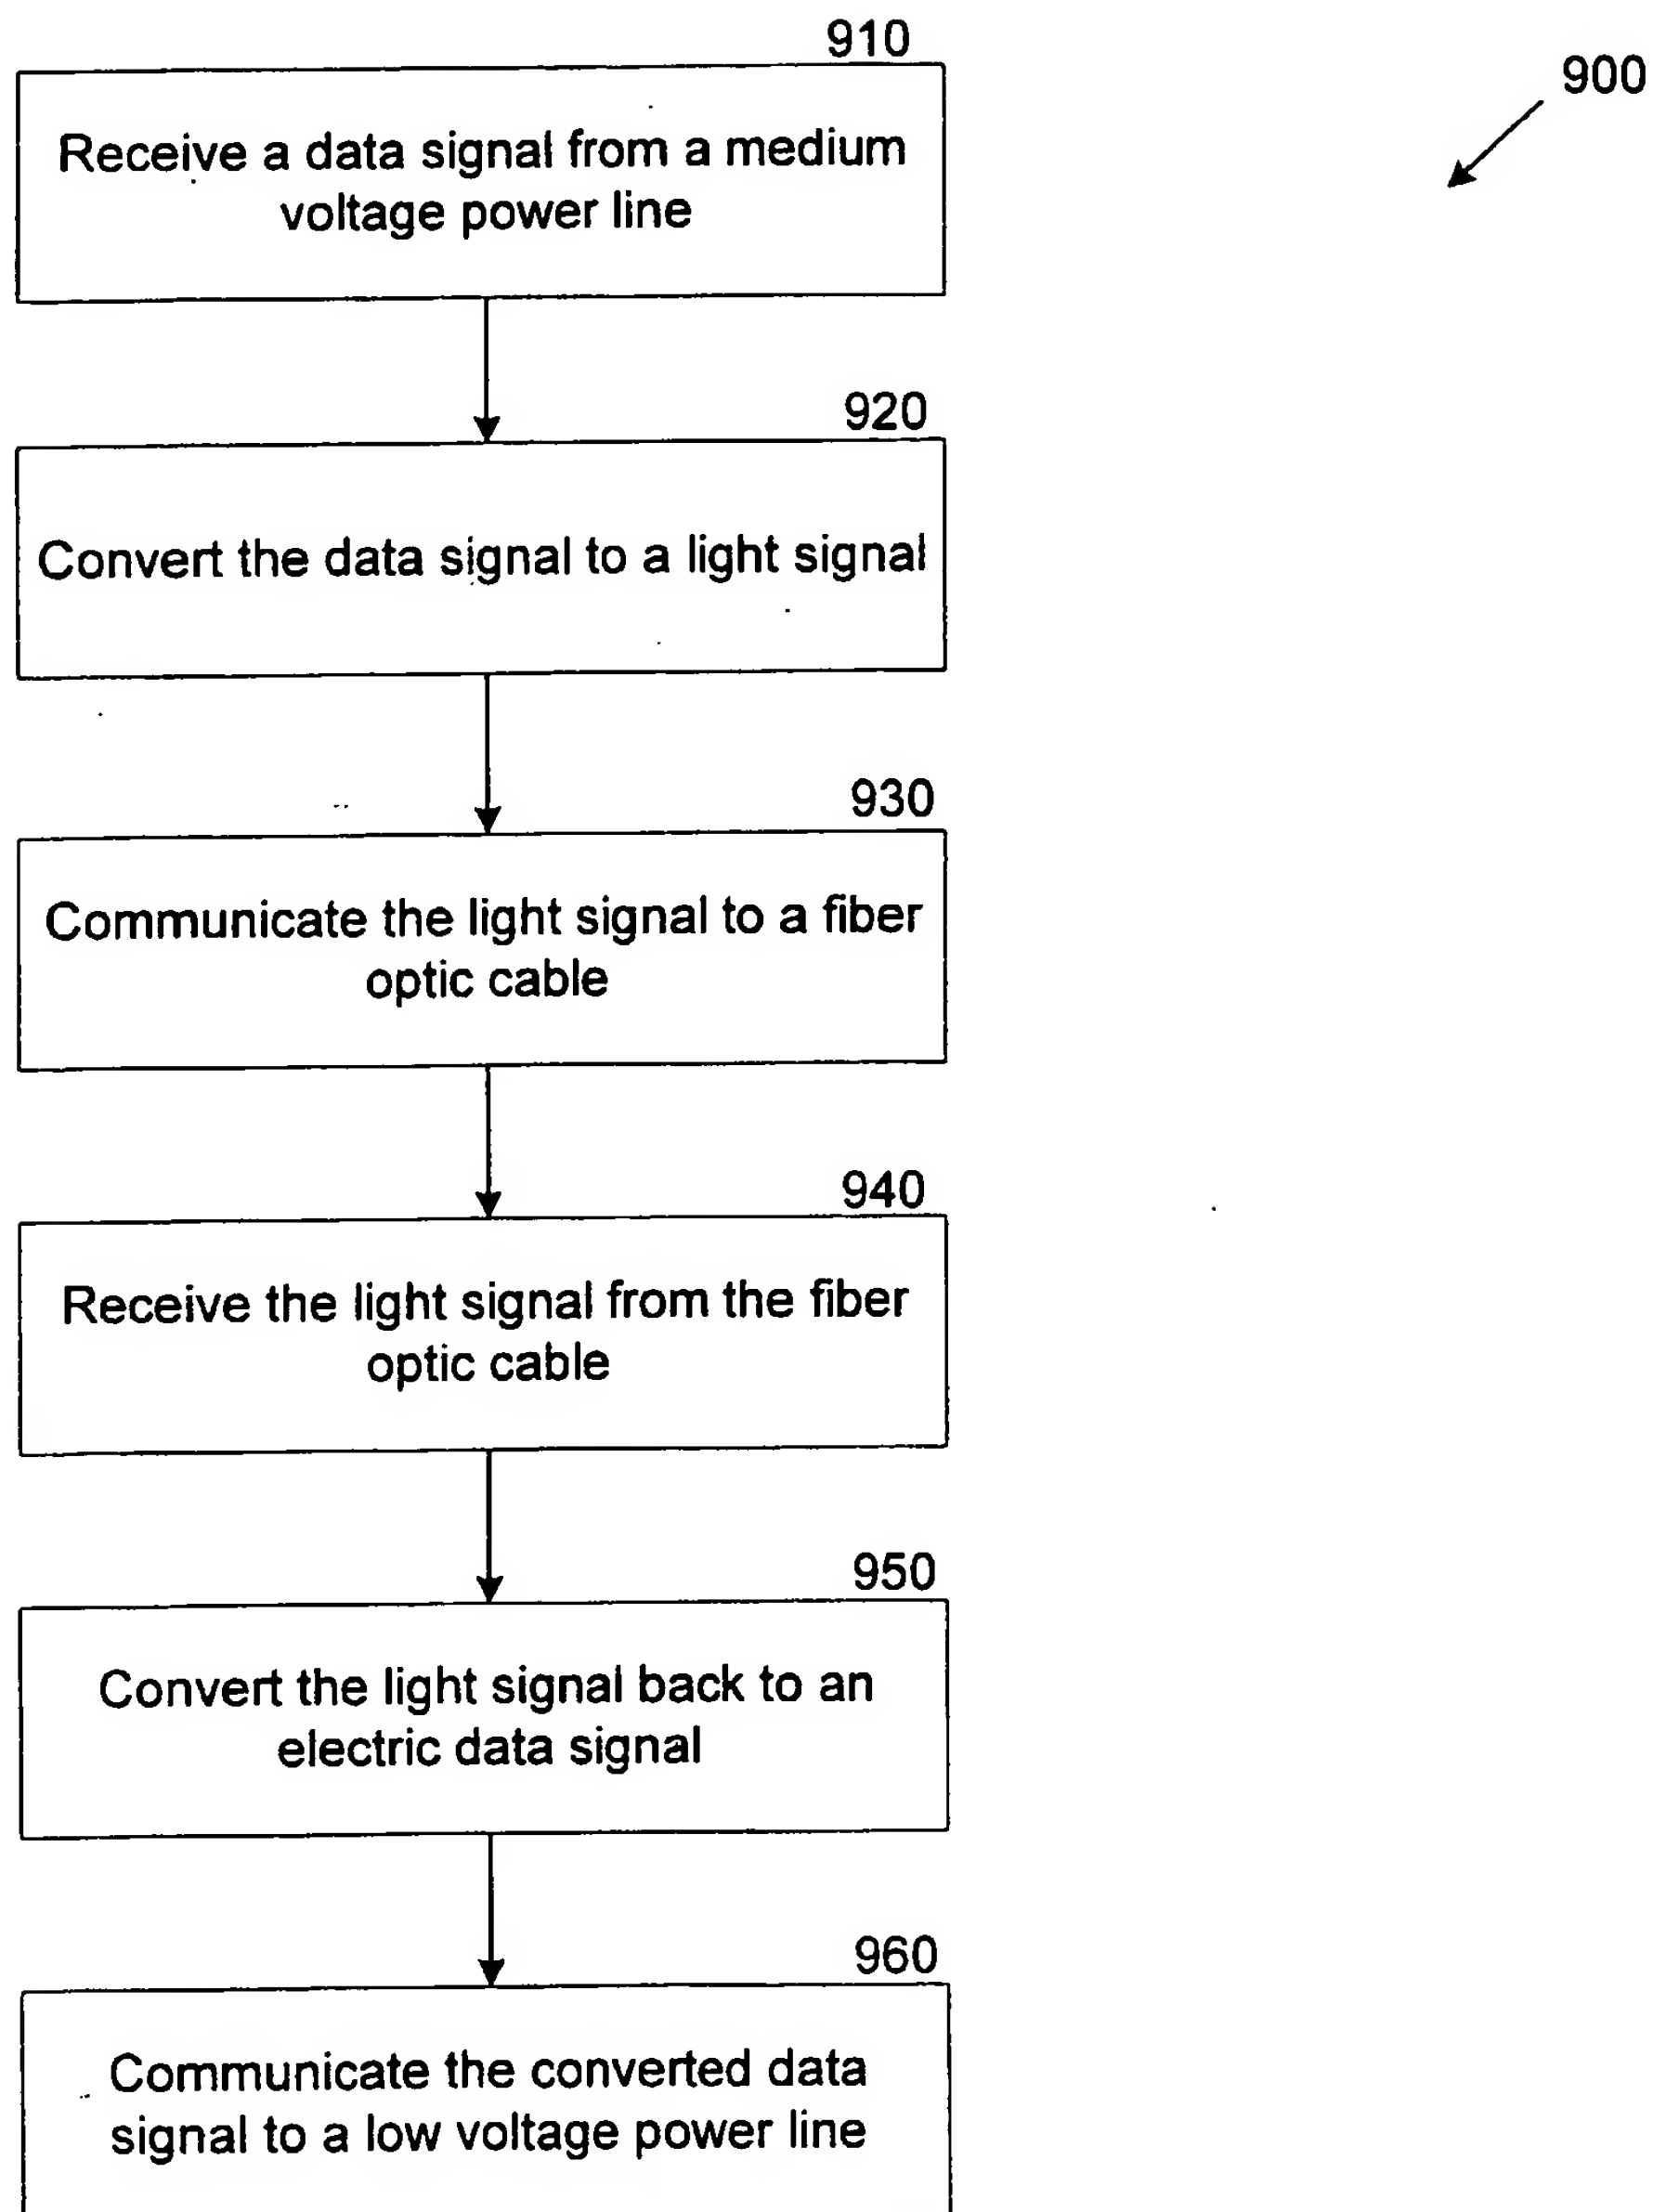 910
900
Receive a data signal from a medium
voltage power line
920
Convert the data signal to a light signal
930
Communicate the light signal to a fiber
optic cable
940
Receive the light signal from the fiber
optic cable
950
Convert the light signal back to an
electric data signal
960
Communicate the converted data
signal to a low voltage power line